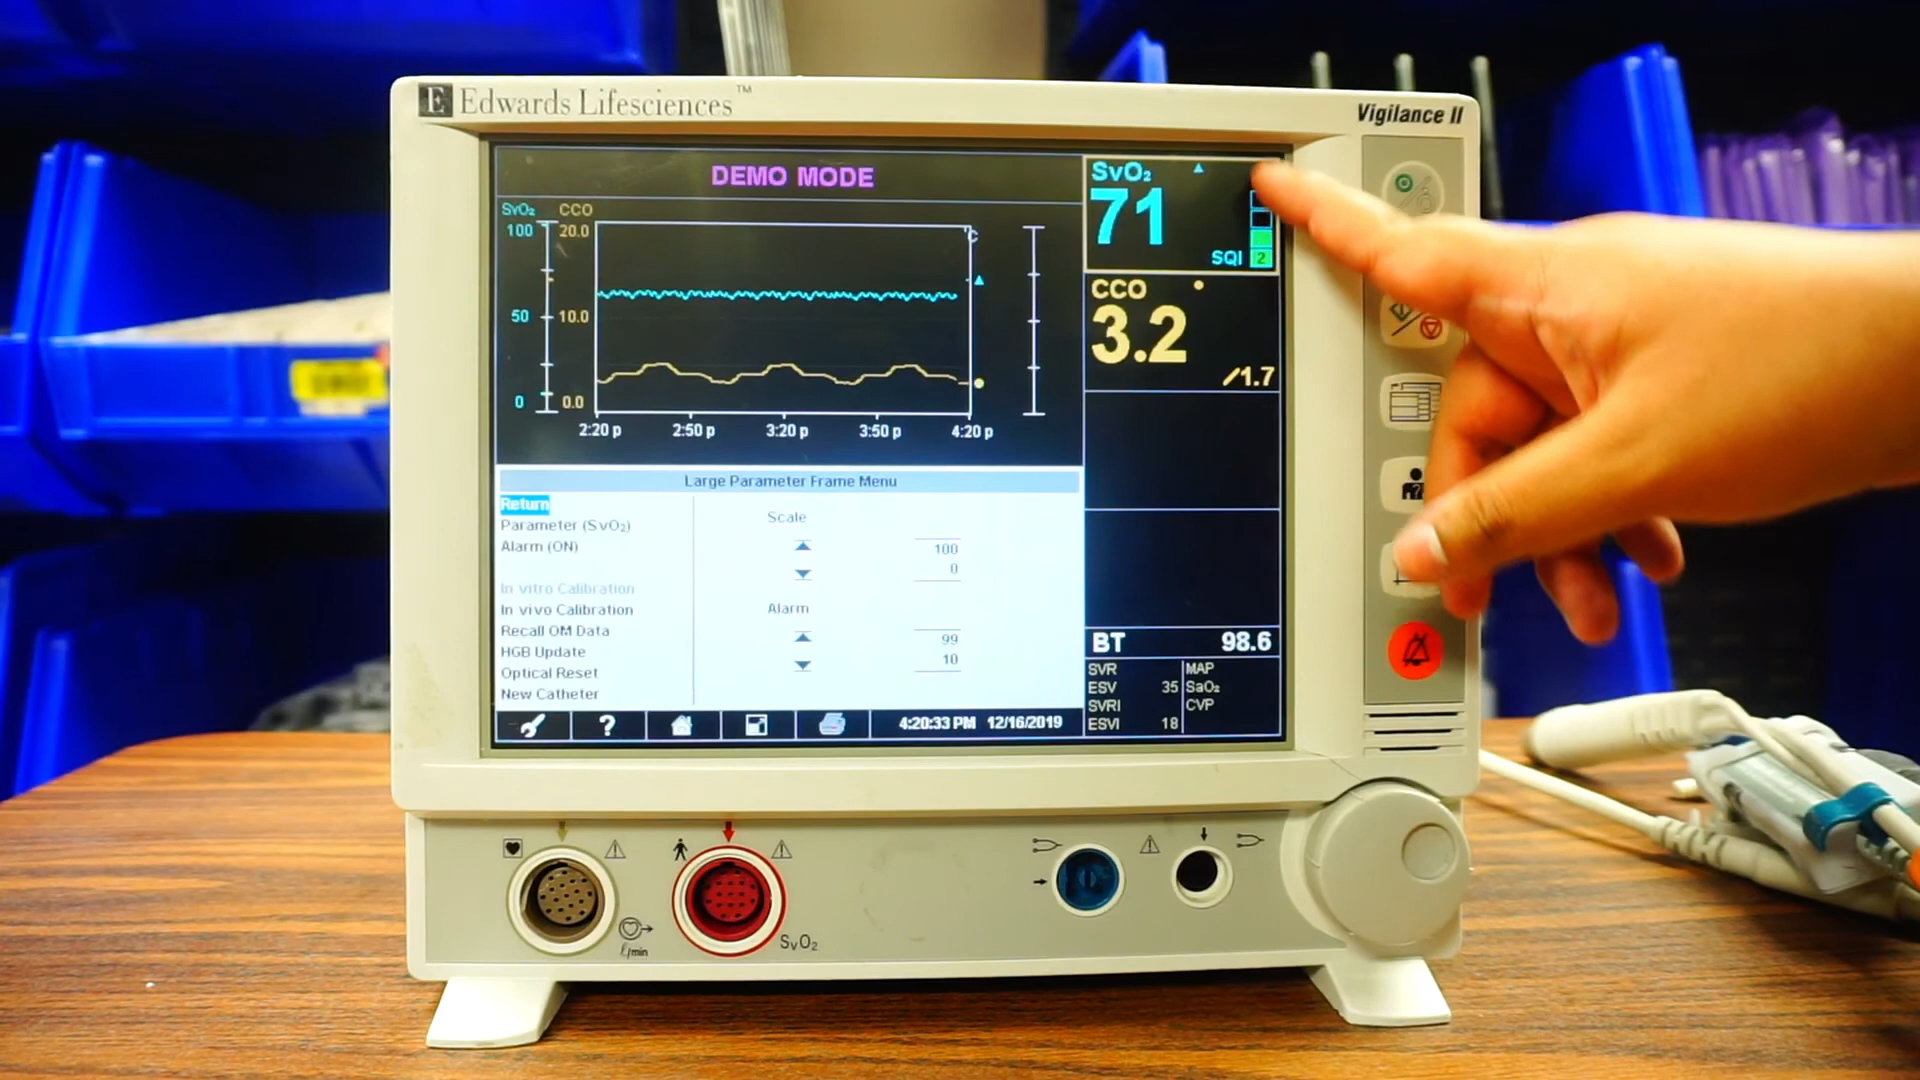 E Edwards Lifesciences™
Vigilance II
DEMO MODE
SvO₂ CCO
100 20.0
50 10.0
0 0.0
°C
2:20 p 2:50 p 3:20 p 3:50 p 4:20 p
SvO₂
71
SQI 2
CCO
3.2
1.7
Large Parameter Frame Menu
Return
Parameter (SvO₂)
Alarm (ON)
In vitro Calibration
In vivo Calibration
Recall OM Data
HGB Update
Optical Reset
New Catheter
Scale
100
0
Alarm
99
10
BT 98.6
SVR MAP
ESV 35 SaO₂
SVRI CVP
ESVI 18
? 4:20:33 PM 12/16/2019
ℓ/min
SvO₂